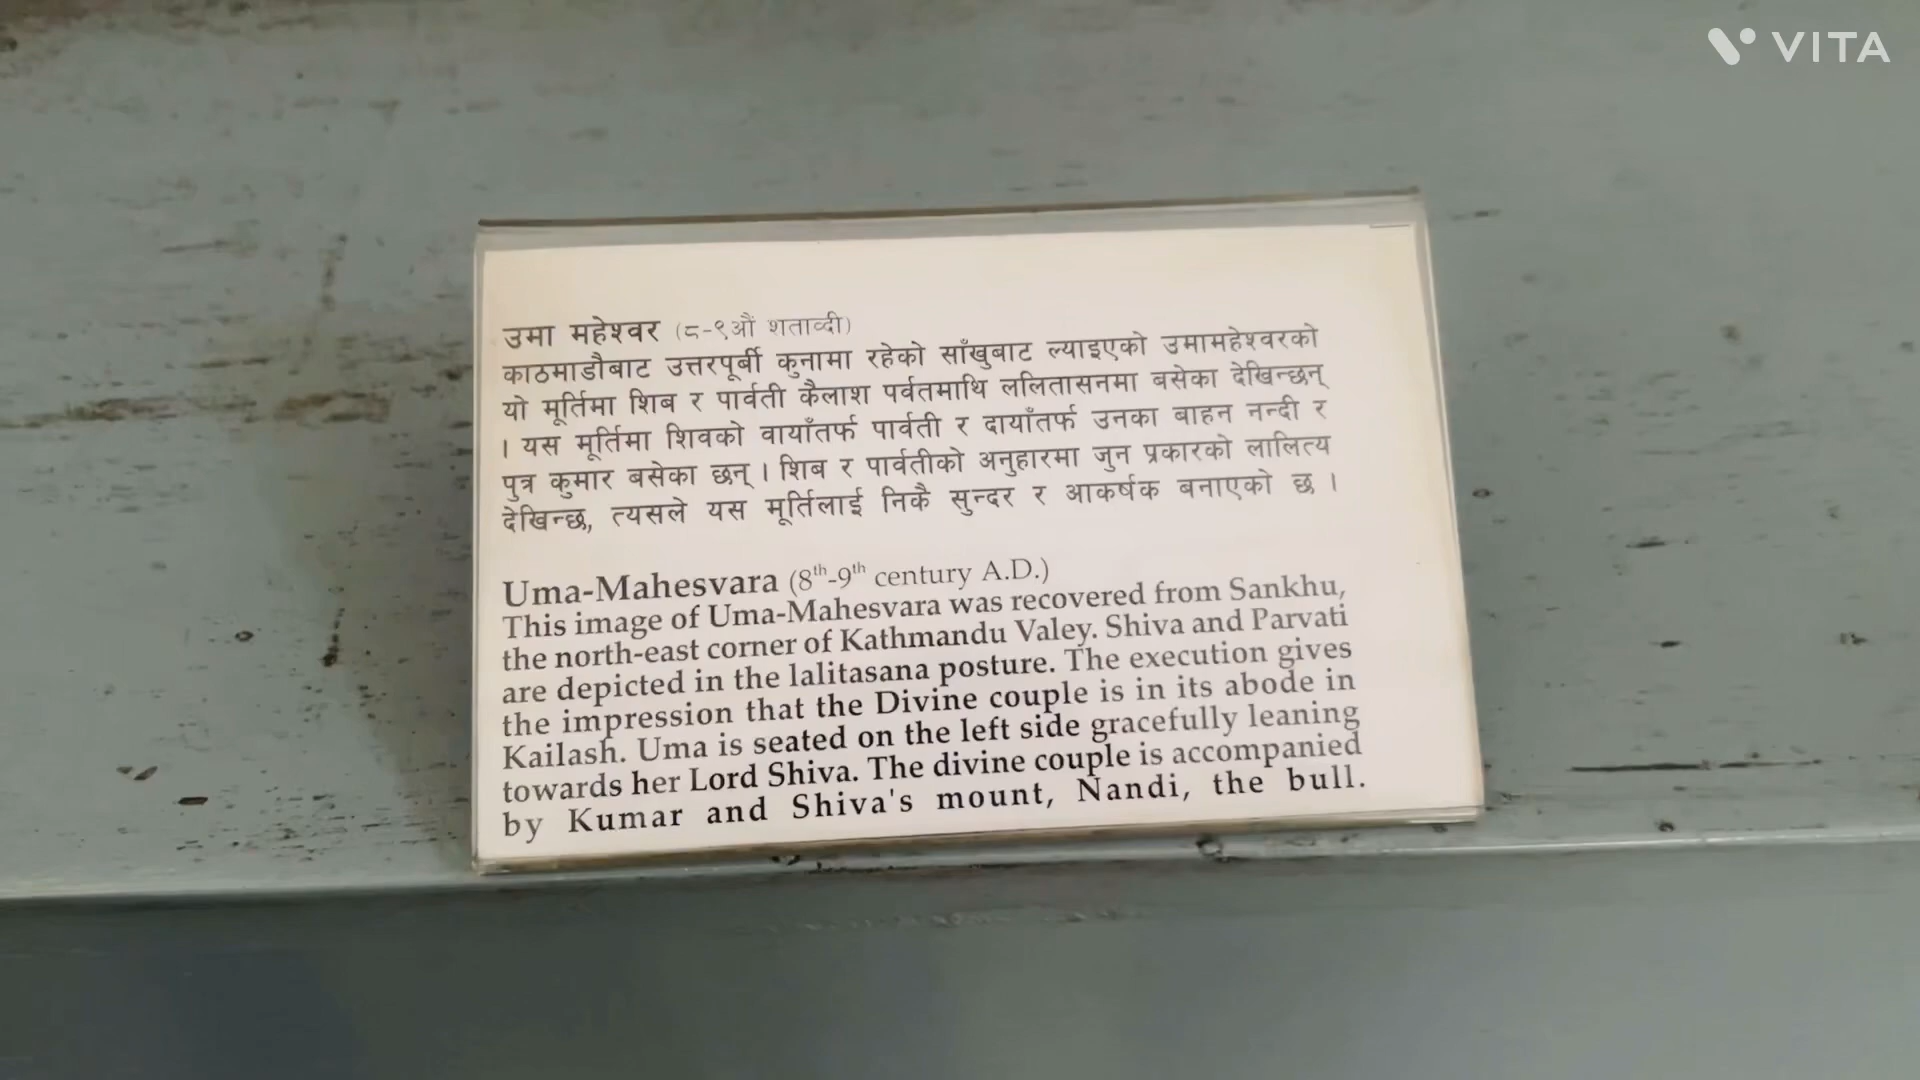 VITA
उमा महेश्वर (८-९औं शताव्दी)
काठमाडौबाट उत्तरपूर्बी कुनामा रहेको साँखुबाट ल्याइएको उमामहेश्वरको
यो मूर्तिमा शिब र पार्वती कैलाश पर्वतमाथि ललितासनमा बसेका देखिन्छन्
। यस मूर्तिमा शिवको वायाँतर्फ पार्वती र दायाँतर्फ उनका बाहन नन्दी र
पुत्र कुमार बसेका छन् । शिब र पार्वतीको अनुहारमा जुन प्रकारको लालित्य
देखिन्छ, त्यसले यस मूर्तिलाई निकै सुन्दर र आकर्षक बनाएको छ ।
Uma-Mahesvara (8th-9th century A.D.)
This image of Uma-Mahesvara was recovered from Sankhu,
the north-east corner of Kathmandu Valey. Shiva and Parvati
are depicted in the lalitasana posture. The execution gives
the impression that the Divine couple is in its abode in
Kailash. Uma is seated on the left side gracefully leaning
towards her Lord Shiva. The divine couple is accompanied
by Kumar and Shiva's mount, Nandi, the bull.